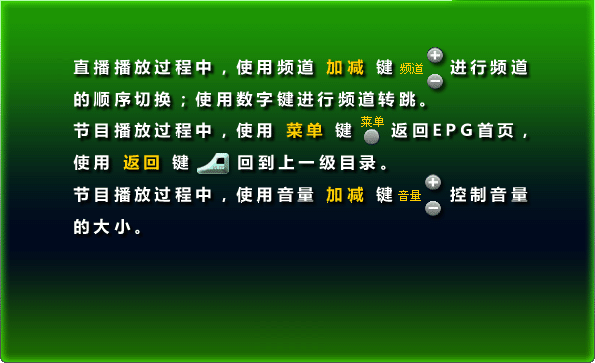 直播播放过程中，使用频道 加减 键 频道 进行频道
的顺序切换；使用数字键进行频道转跳。
节目播放过程中，使用 菜单 键 菜单 返回EPG首页，
使用 返回 键 回到上一级目录。
节目播放过程中，使用音量 加减 键 音量 控制音量
的大小。